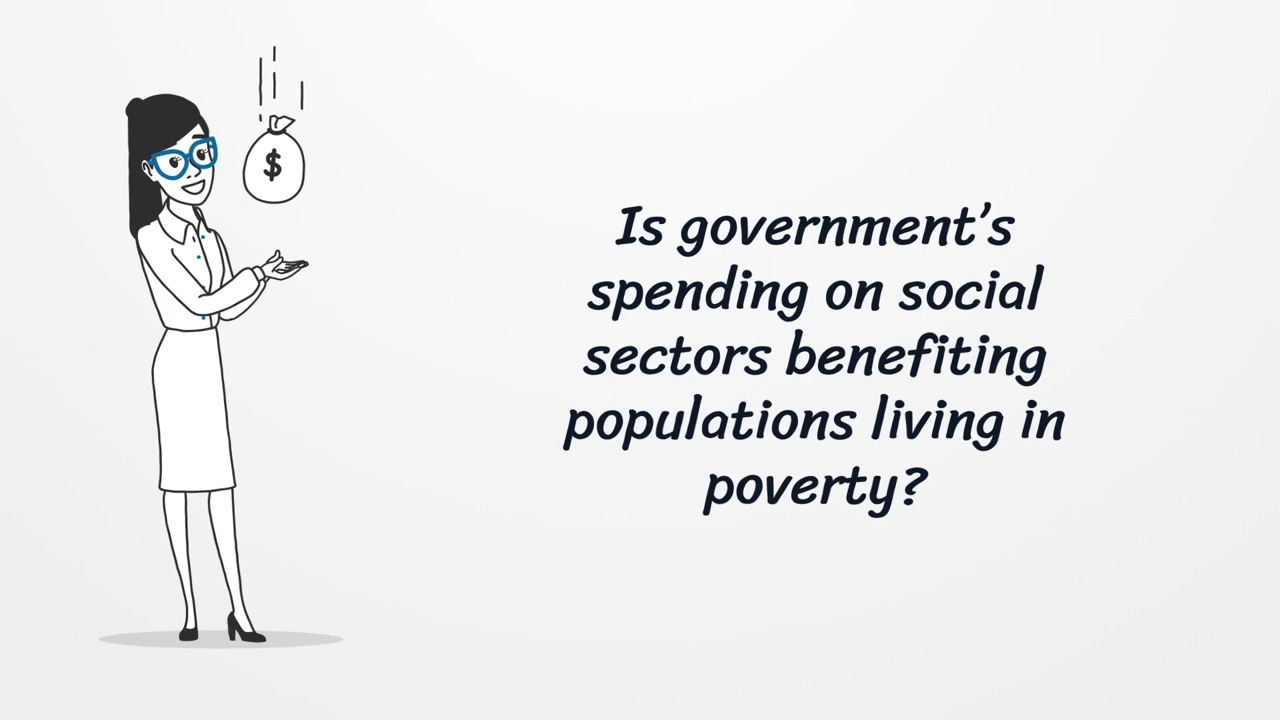 $
Is government’s
spending on social
sectors benefiting
populations living in
poverty?